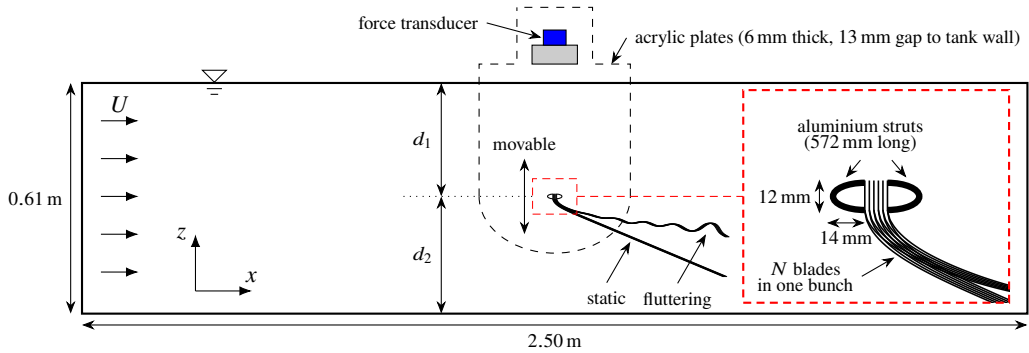 force transducer
acrylic plates (6 mm thick, 13 mm gap to tank wall)
U
d1
movable
aluminium struts
(572 mm long)
0.61 m
12 mm
z
x
d2
14 mm
N blades
in one bunch
static
fluttering
2.50 m